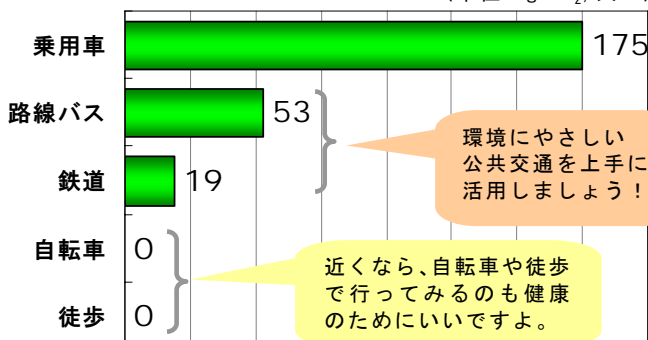 乗用車 175
路線バス 53
鉄道 19
環境にやさしい
公共交通を上手に
活用しましょう！
自転車 0
近くなら、自転車や徒歩
で行ってみるのも健康
のためにいいですよ。
徒歩 0